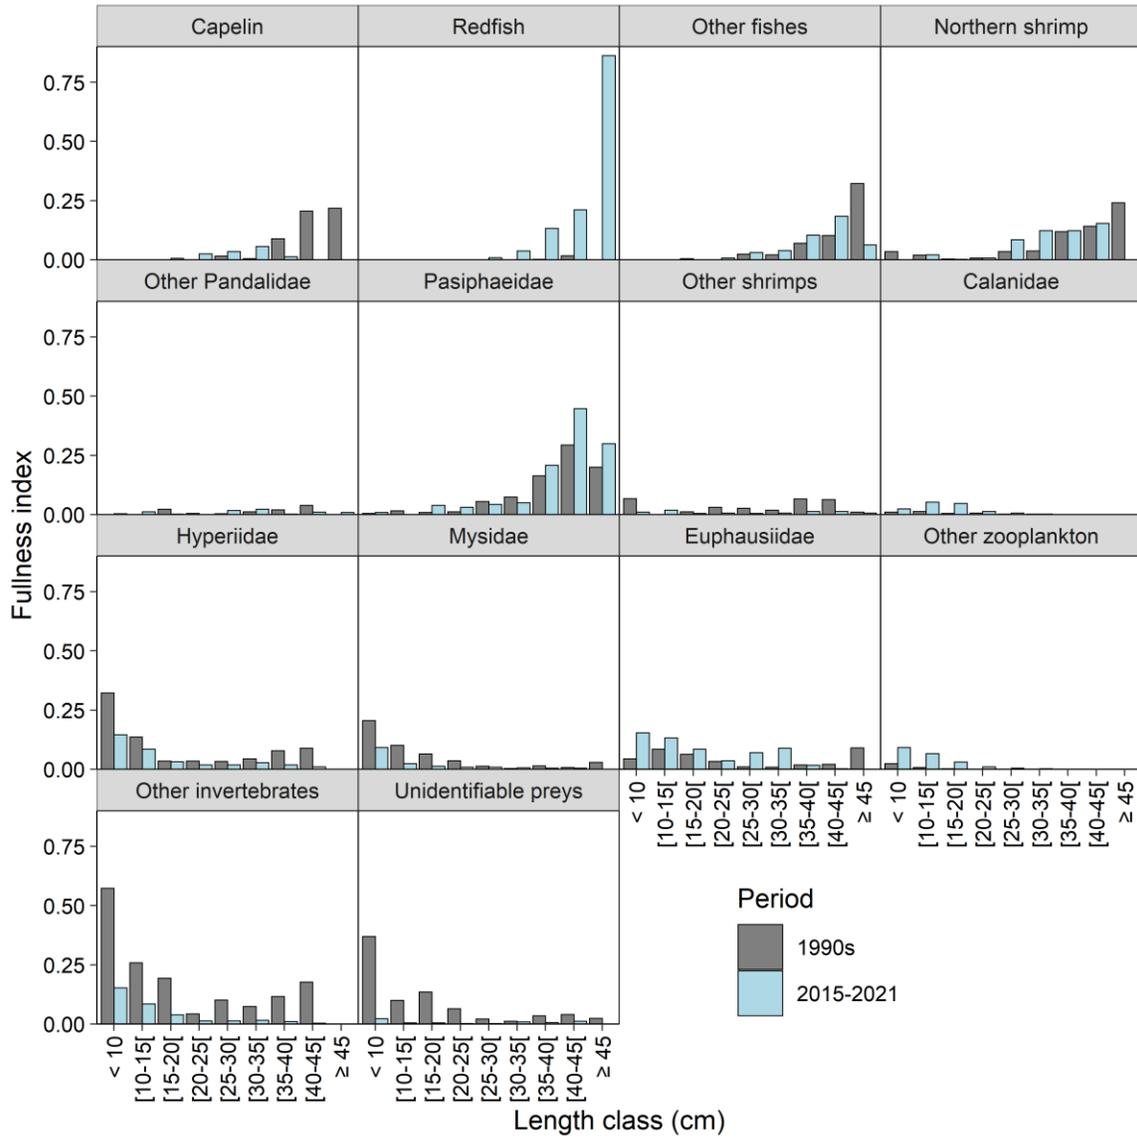 Capelin Redfish Other fishes Northern shrimp
0.75
0.50
0.25
0.00
Other Pandalidae Pasiphaeidae Other shrimps Calanidae
0.75
0.50
0.25
0.00
Fullness index
Hyperiidae Mysidae Euphausiidae Other zooplankton
0.75
0.50
0.25
0.00
Other invertebrates Unidentifiable preys
0.75
0.50
0.25
0.00
< 10 [10-15] [15-20] [20-25] [25-30] [30-35] [35-40] [40-45] ≥ 45
< 10 [10-15] [15-20] [20-25] [25-30] [30-35] [35-40] [40-45] ≥ 45
< 10 [10-15] [15-20] [20-25] [25-30] [30-35] [35-40] [40-45] ≥ 45
< 10 [10-15] [15-20] [20-25] [25-30] [30-35] [35-40] [40-45] ≥ 45
Period
1990s
2015-2021
Length class (cm)